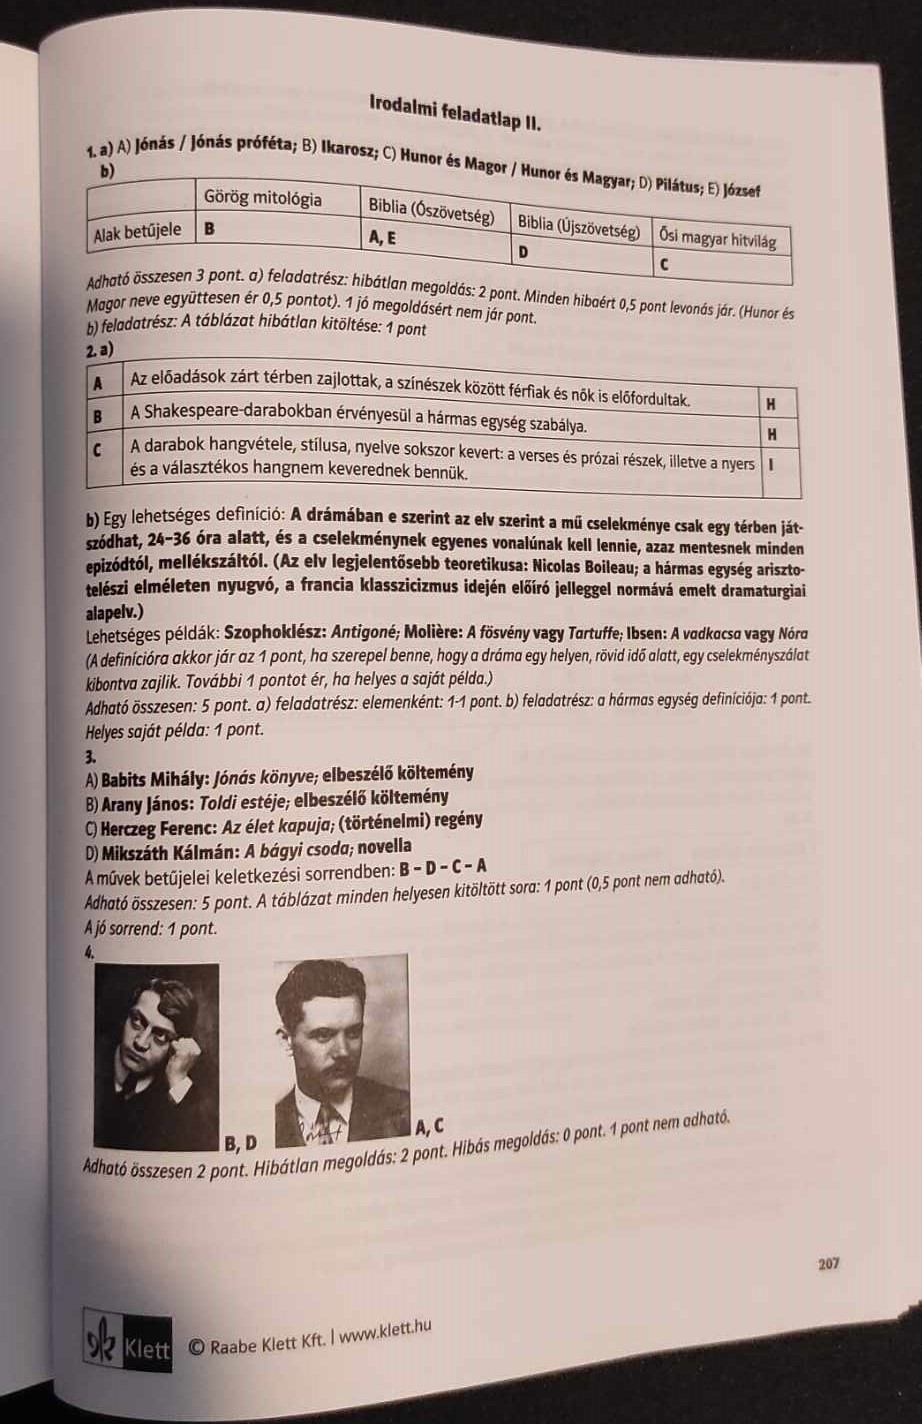 Irodalmi feladatlap II.
1. a) A) Jónás / Jónás próféta; B) Ikarosz; C) Hunor és Magor / Hunor és Magyar; D) Pilátus; E) József
b)
Görög mitológia Biblia (Ószövetség) Biblia (Újszövetség) Ősi magyar hitvilág
Alak betűjele B A, E D C
Adható összesen 3 pont. a) feladatrész: hibátlan megoldás: 2 pont. Minden hibáért 0,5 pont levonás jár. (Hunor és
Magor neve együttesen ér 0,5 pontot). 1 jó megoldásért nem jár pont.
b) feladatrész: A táblázat hibátlan kitöltése: 1 pont
2. a)
A Az előadások zárt térben zajlottak, a színészek között férfiak és nők is előfordultak. H
B A Shakespeare-darabokban érvényesül a hármas egység szabálya. H
C A darabok hangvétele, stílusa, nyelve sokszor kevert: a verses és prózai részek, illetve a nyers I
és a választékos hangnem keverednek bennük.
b) Egy lehetséges definíció: A drámában e szerint az elv szerint a mű cselekménye csak egy térben ját-
szódhat, 24–36 óra alatt, és a cselekménynek egyenes vonalúnak kell lennie, azaz mentesnek minden
epizódtól, mellékszáltól. (Az elv legjelentősebb teoretikusa: Nicolas Boileau; a hármas egység ariszto-
telészi elméleten nyugvó, a francia klasszicizmus idején előíró jelleggel normává emelt dramaturgiai
alapelv.)
Lehetséges példák: Szophoklész: Antigoné; Molière: A fösvény vagy Tartuffe; Ibsen: A vadkacsa vagy Nóra
(A definícióra akkor jár az 1 pont, ha szerepel benne, hogy a dráma egy helyen, rövid idő alatt, egy cselekményszálat
kibontva zajlik. További 1 pontot ér, ha helyes a saját példa.)
Adható összesen: 5 pont. a) feladatrész: elemenként: 1-1 pont. b) feladatrész: a hármas egység definíciója: 1 pont.
Helyes saját példa: 1 pont.
3.
A) Babits Mihály: Jónás könyve; elbeszélő költemény
B) Arany János: Toldi estéje; elbeszélő költemény
C) Herczeg Ferenc: Az élet kapuja; (történelmi) regény
D) Mikszáth Kálmán: A bágyi csoda; novella
A művek betűjelei keletkezési sorrendben: B – D – C – A
Adható összesen: 5 pont. A táblázat minden helyesen kitöltött sora: 1 pont (0,5 pont nem adható).
A jó sorrend: 1 pont.
4.
B, D A, C
Adható összesen 2 pont. Hibátlan megoldás: 2 pont. Hibás megoldás: 0 pont. 1 pont nem adható.
207
Klett © Raabe Klett Kft. | www.klett.hu